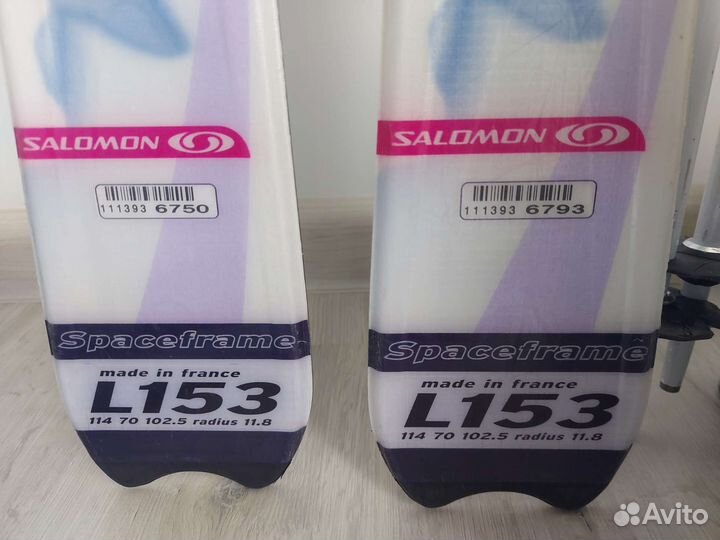 SALOMON
111393 6750
Spaceframe
made in france
L153
114 70 102.5 radius 11.8
SALOMON
111393 6793
Spaceframe
made in france
L153
114 70 102.5 radius 11.8
Avito